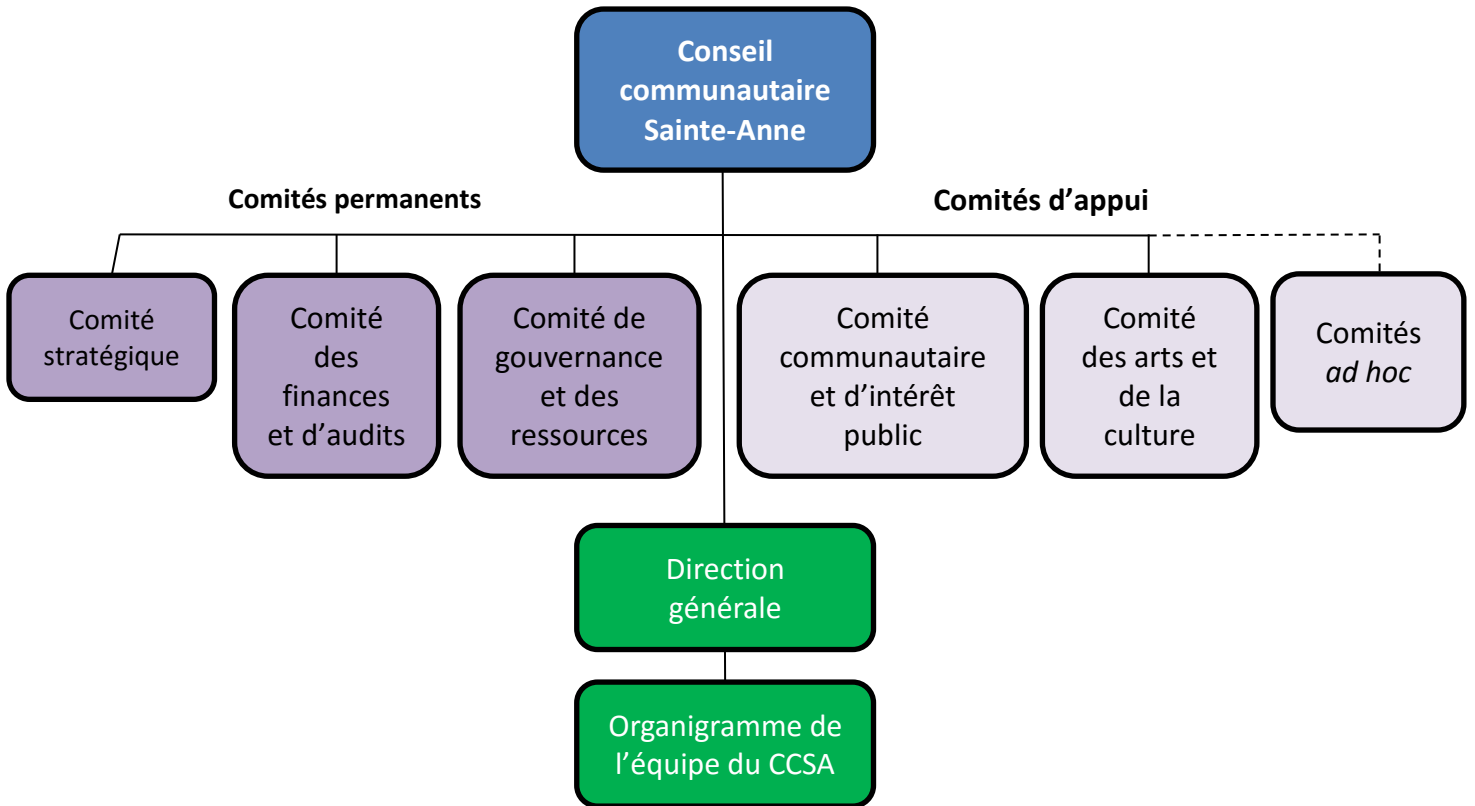 Conseil
communautaire
Sainte-Anne
Comités permanents
Comités d’appui
Comité
stratégique
Comité
des
finances
et d’audits
Comité de
gouvernance
et des
ressources
Comité
communautaire
et d’intérêt
public
Comité
des arts et
de la
culture
Comités
ad hoc
Direction
générale
Organigramme de
l’équipe du CCSA